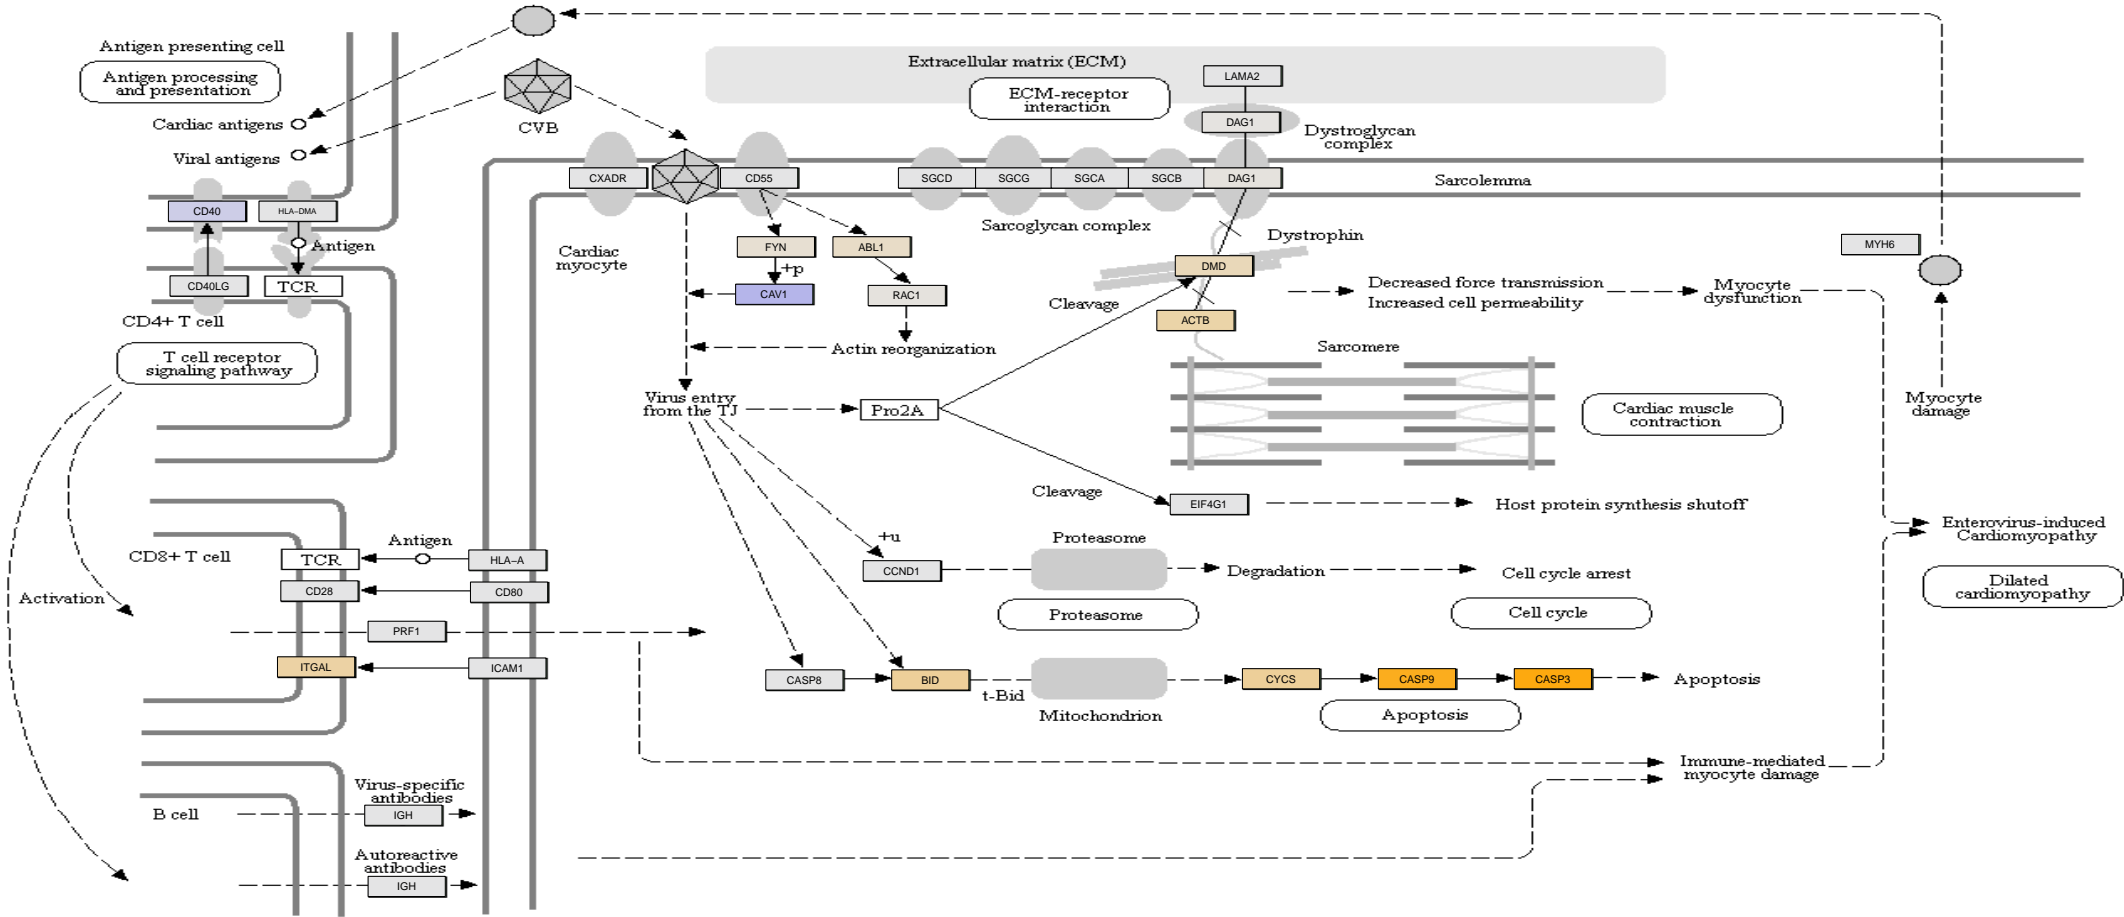 Antigen presenting cell
Antigen processing
and presentation
Cardiac antigens
Viral antigens
CVB
Extracellular matrix (ECM)
ECM-receptor
interaction
LAMA2
DAG1
Dystroglycan
complex
CXADR
CD55
SGCD
SGCG
SGCA
SGCB
DAG1
Sarcolemma
Sarcoglycan complex
CD40
HLA-DMA
Antigen
CD40LG
TCR
CD4+ T cell
T cell receptor
signaling pathway
Cardiac
myocyte
FYN
ABL1
+p
CAV1
RAC1
Actin reorganization
Dystrophin
DMD
Cleavage
ACTB
Decreased force transmission
Increased cell permeability
Myocyte
dysfunction
MYH6
Sarcomere
Virus entry
from the TJ
Pro2A
Cardiac muscle
contraction
Myocyte
damage
Cleavage
EIF4G1
Host protein synthesis shutoff
Enterovirus-induced
Cardiomyopathy
Dilated
cardiomyopathy
CD8+ T cell
TCR
Antigen
HLA-A
CD28
CD80
Activation
PRF1
ITGAL
ICAM1
+u
CCND1
Proteasome
Degradation
Cell cycle arrest
Proteasome
Cell cycle
CASP8
BID
t-Bid
Mitochondrion
CYCS
CASP9
CASP3
Apoptosis
Apoptosis
Immune-mediated
myocyte damage
Virus-specific
antibodies
B cell
IGH
Autoreactive
antibodies
IGH